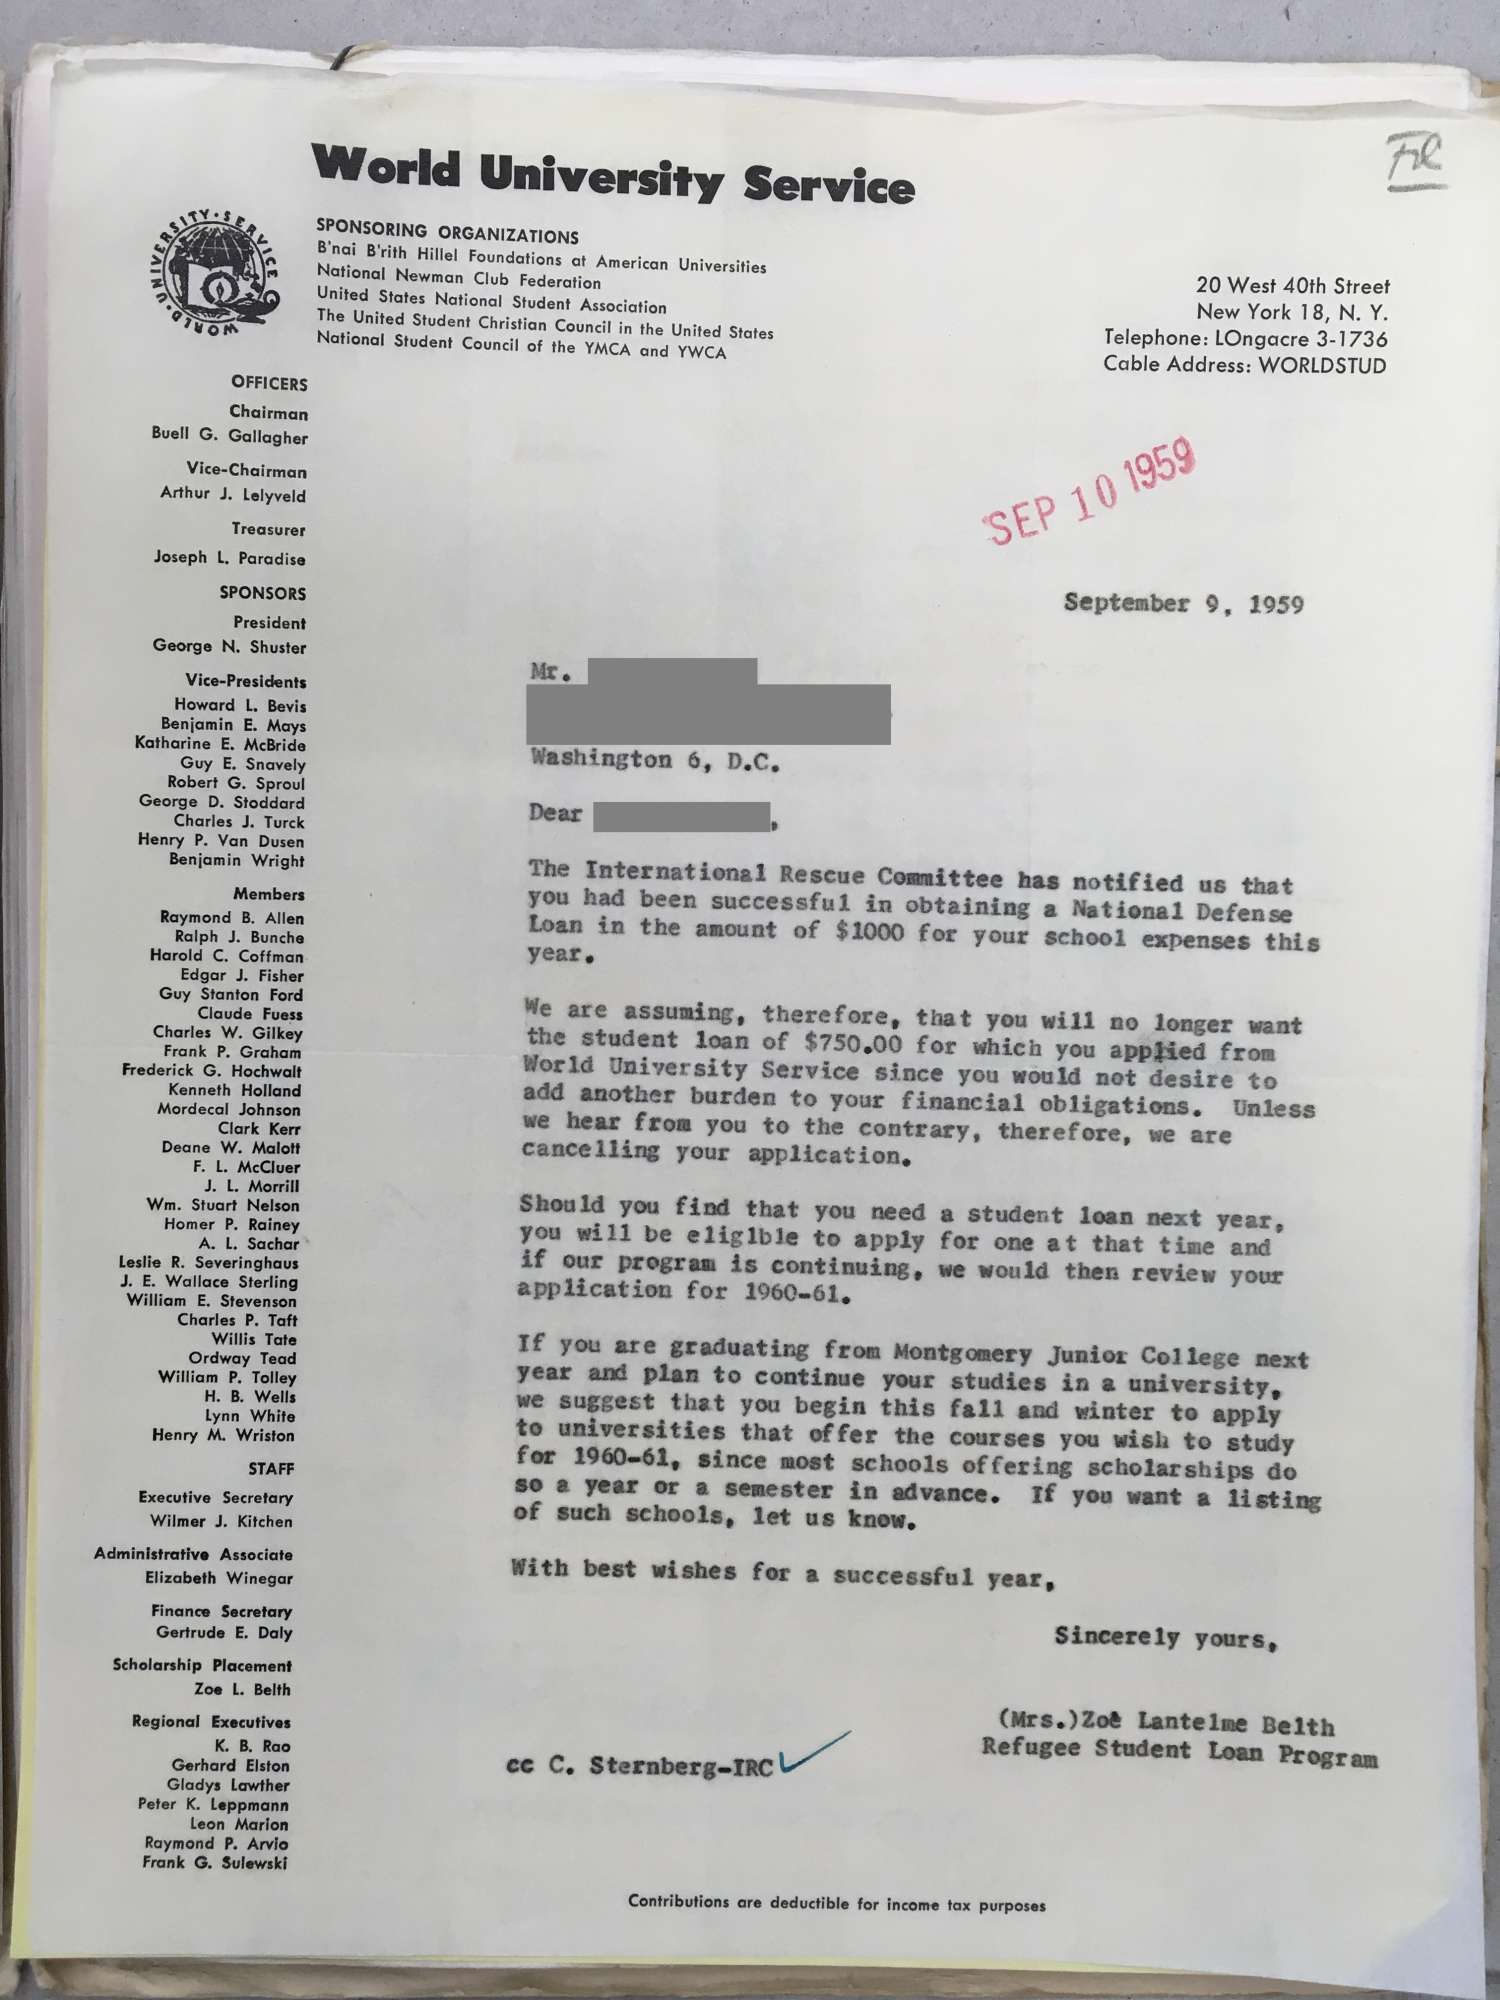 Fil
World University Service
WORLD · UNIVERSITY · SERVICE
SPONSORING ORGANIZATIONS
B'nai B'rith Hillel Foundations at American Universities
National Newman Club Federation
United States National Student Association
The United Student Christian Council in the United States
National Student Council of the YMCA and YWCA
20 West 40th Street
New York 18, N. Y.
Telephone: LOngacre 3-1736
Cable Address: WORLDSTUD
OFFICERS
Chairman
Buell G. Gallagher
Vice-Chairman
Arthur J. Lelyveld
Treasurer
Joseph L. Paradise
SPONSORS
President
George N. Shuster
Vice-Presidents
Howard L. Bevis
Benjamin E. Mays
Katharine E. McBride
Guy E. Snavely
Robert G. Sproul
George D. Stoddard
Charles J. Turck
Henry P. Van Dusen
Benjamin Wright
Members
Raymond B. Allen
Ralph J. Bunche
Harold C. Coffman
Edgar J. Fisher
Guy Stanton Ford
Claude Fuess
Charles W. Gilkey
Frank P. Graham
Frederick G. Hochwalt
Kenneth Holland
Mordecai Johnson
Clark Kerr
Deane W. Malott
F. L. McCluer
J. L. Morrill
Wm. Stuart Nelson
Homer P. Rainey
A. L. Sachar
Leslie R. Severinghaus
J. E. Wallace Sterling
William E. Stevenson
Charles P. Taft
Willis Tate
Ordway Tead
William P. Tolley
H. B. Wells
Lynn White
Henry M. Wriston
STAFF
Executive Secretary
Wilmer J. Kitchen
Administrative Associate
Elizabeth Winegar
Finance Secretary
Gertrude E. Daly
Scholarship Placement
Zoe L. Belth
Regional Executives
K. B. Rao
Gerhard Elston
Gladys Lawther
Peter K. Leppmann
Leon Marion
Raymond P. Arvio
Frank G. Sulewski
SEP 10 1959
September 9, 1959
Mr.
Washington 6, D.C.
Dear ,
The International Rescue Committee has notified us that
you had been successful in obtaining a National Defense
Loan in the amount of $1000 for your school expenses this
year.
We are assuming, therefore, that you will no longer want
the student loan of $750.00 for which you applied from
World University Service since you would not desire to
add another burden to your financial obligations. Unless
we hear from you to the contrary, therefore, we are
cancelling your application.
Should you find that you need a student loan next year,
you will be eliglble to apply for one at that time and
if our program is continuing, we would then review your
application for 1960-61.
If you are graduating from Montgomery Junior College next
year and plan to continue your studies in a university,
we suggest that you begin this fall and winter to apply
to universities that offer the courses you wish to study
for 1960-61, since most schools offering scholarships do
so a year or a semester in advance. If you want a listing
of such schools, let us know.
With best wishes for a successful year,
Sincerely yours,
(Mrs.)Zoë Lantelme Belth
Refugee Student Loan Program
cc C. Sternberg-IRC
Contributions are deductible for income tax purposes